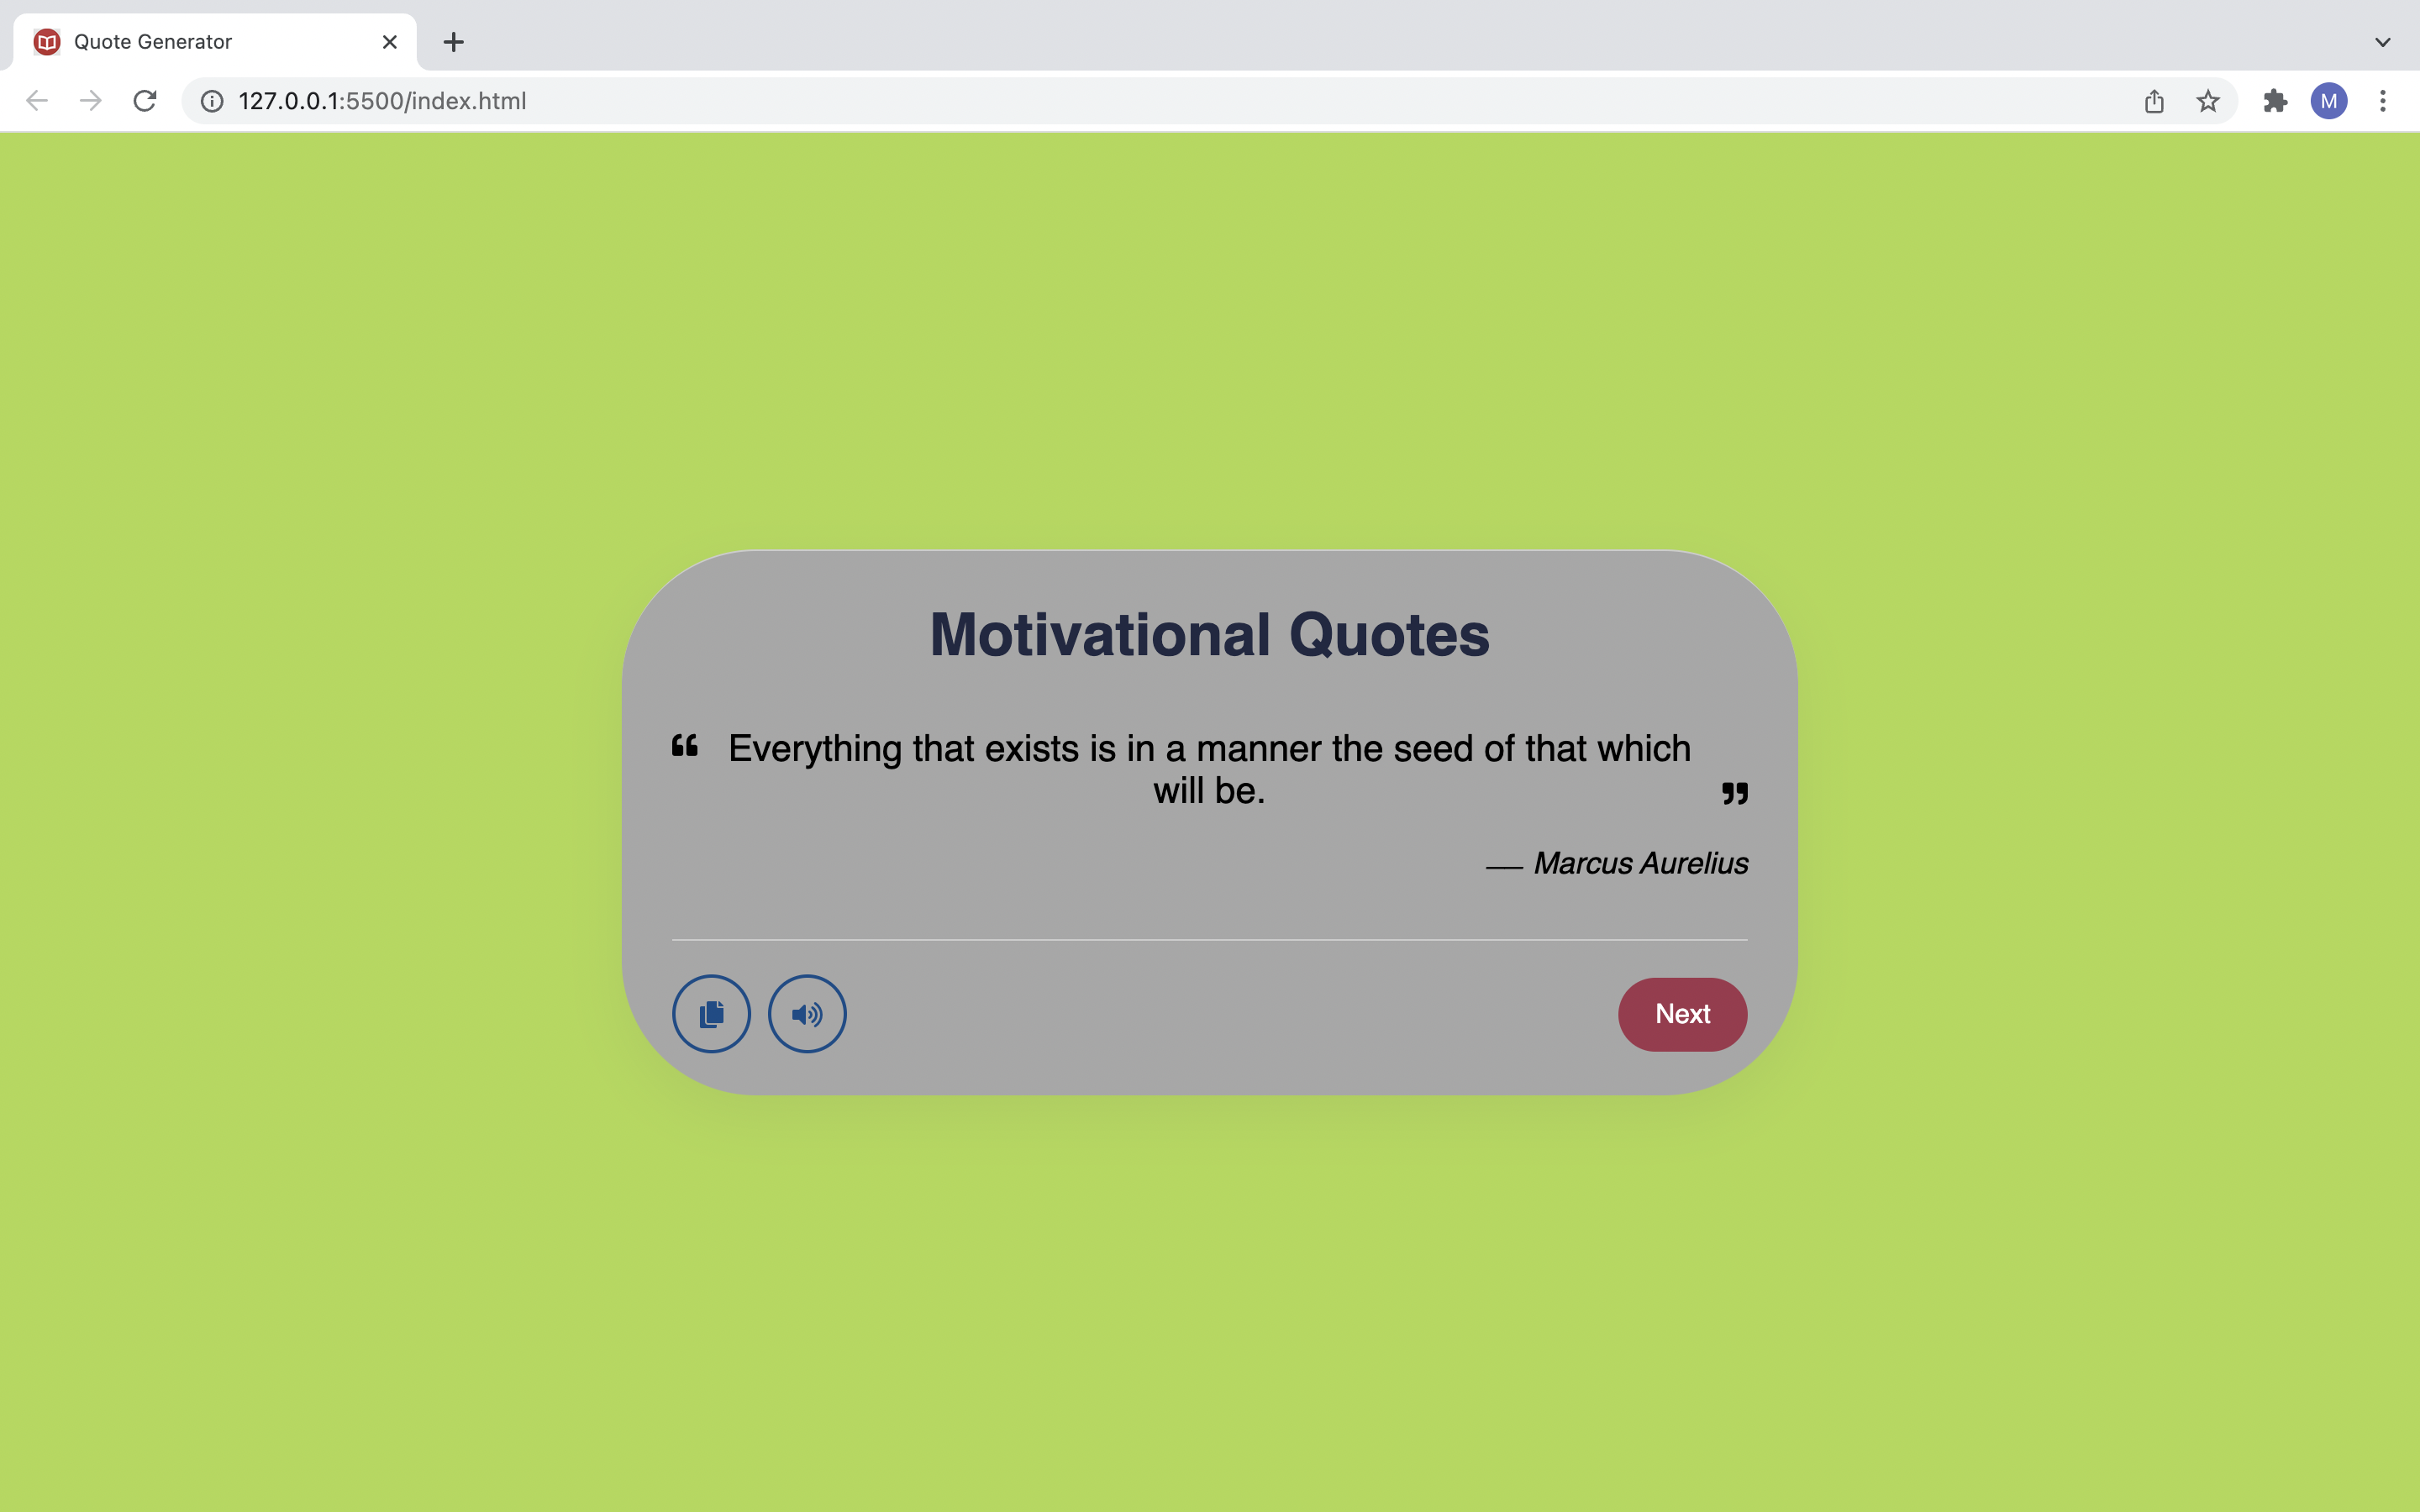 Quote Generator
127.0.0.1:5500/index.html
M
Motivational Quotes
❝ Everything that exists is in a manner the seed of that which
will be. ❞
— Marcus Aurelius
Next